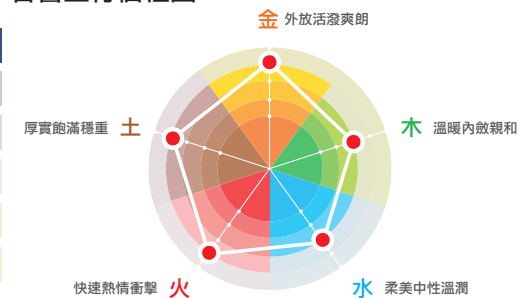 金 外放活潑爽朗
木 溫暖內斂親和
水 柔美中性溫潤
火 快速熱情衝擊
土 厚實飽滿穩重